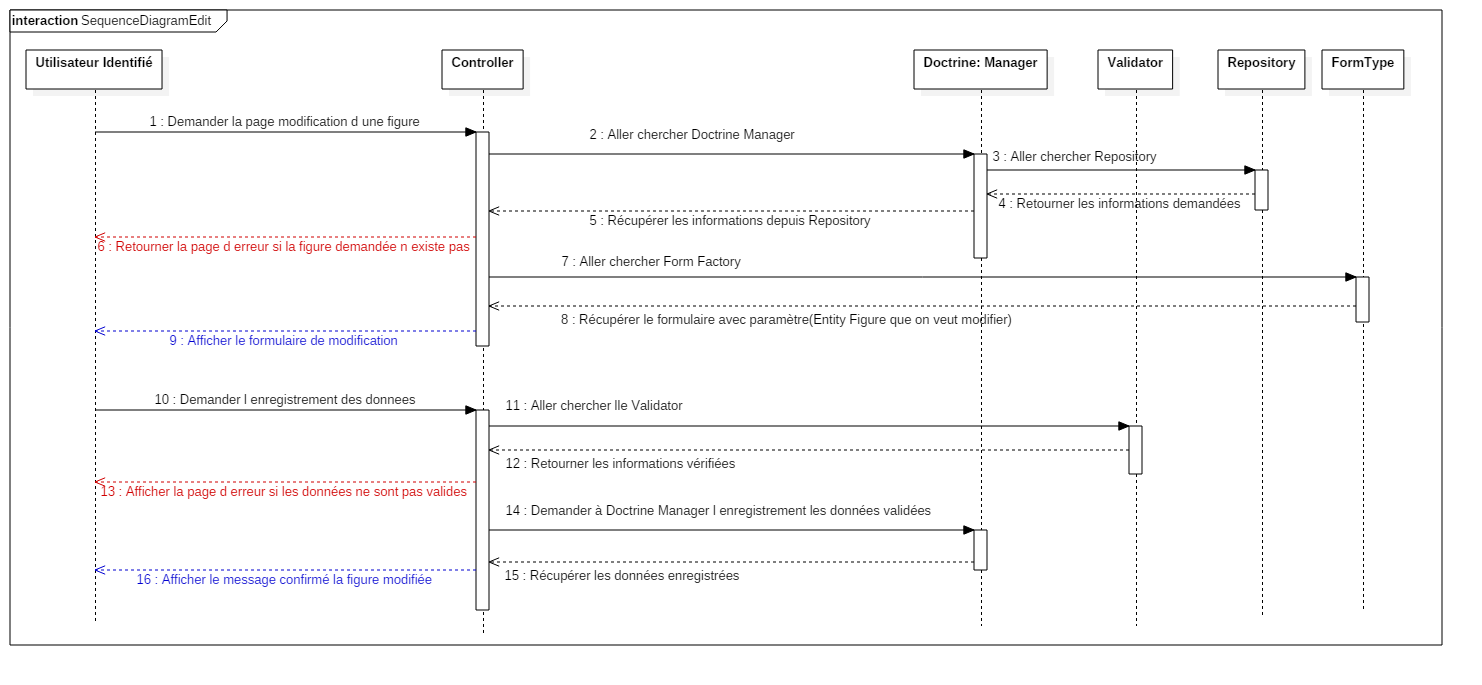 interaction SequenceDiagramEdit
Utilisateur Identifié
Controller
Doctrine: Manager
Validator
Repository
FormType
1 : Demander la page modification d une figure
2 : Aller chercher Doctrine Manager
3 : Aller chercher Repository
4 : Retourner les informations demandées
5 : Récupérer les informations depuis Repository
6 : Retourner la page d erreur si la figure demandée n existe pas
7 : Aller chercher Form Factory
8 : Récupérer le formulaire avec paramètre(Entity Figure que on veut modifier)
9 : Afficher le formulaire de modification
10 : Demander l enregistrement des donnees
11 : Aller chercher lle Validator
12 : Retourner les informations vérifiées
13 : Afficher la page d erreur si les données ne sont pas valides
14 : Demander à Doctrine Manager l enregistrement les données validées
15 : Récupérer les données enregistrées
16 : Afficher le message confirmé la figure modifiée